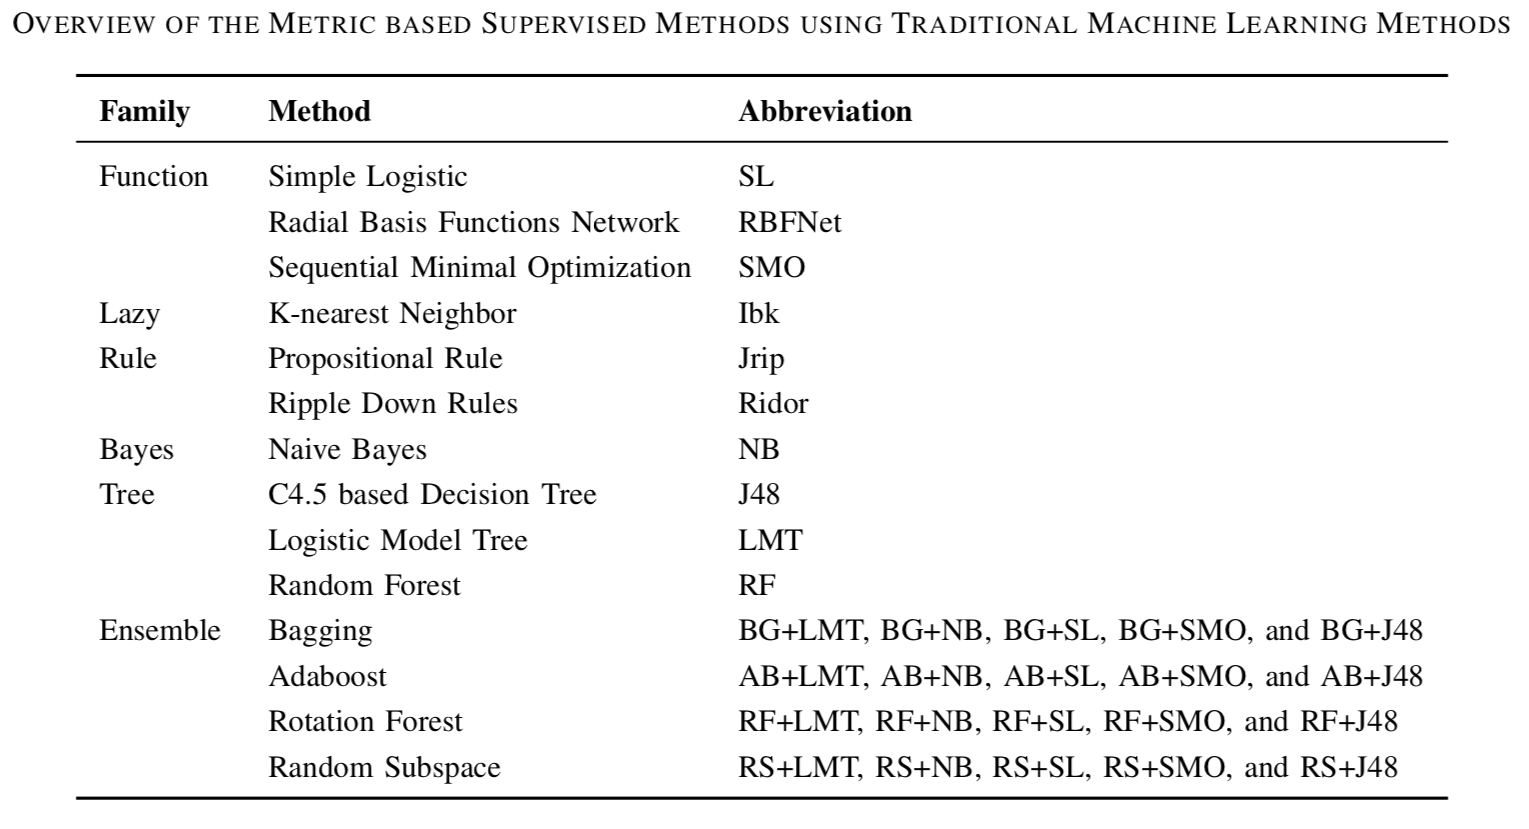 OVERVIEW OF THE METRIC BASED SUPERVISED METHODS USING TRADITIONAL MACHINE LEARNING METHODS
Family Method Abbreviation
Function Simple Logistic SL
Radial Basis Functions Network RBFNet
Sequential Minimal Optimization SMO
Lazy K-nearest Neighbor Ibk
Rule Propositional Rule Jrip
Ripple Down Rules Ridor
Bayes Naive Bayes NB
Tree C4.5 based Decision Tree J48
Logistic Model Tree LMT
Random Forest RF
Ensemble Bagging BG+LMT, BG+NB, BG+SL, BG+SMO, and BG+J48
Adaboost AB+LMT, AB+NB, AB+SL, AB+SMO, and AB+J48
Rotation Forest RF+LMT, RF+NB, RF+SL, RF+SMO, and RF+J48
Random Subspace RS+LMT, RS+NB, RS+SL, RS+SMO, and RS+J48